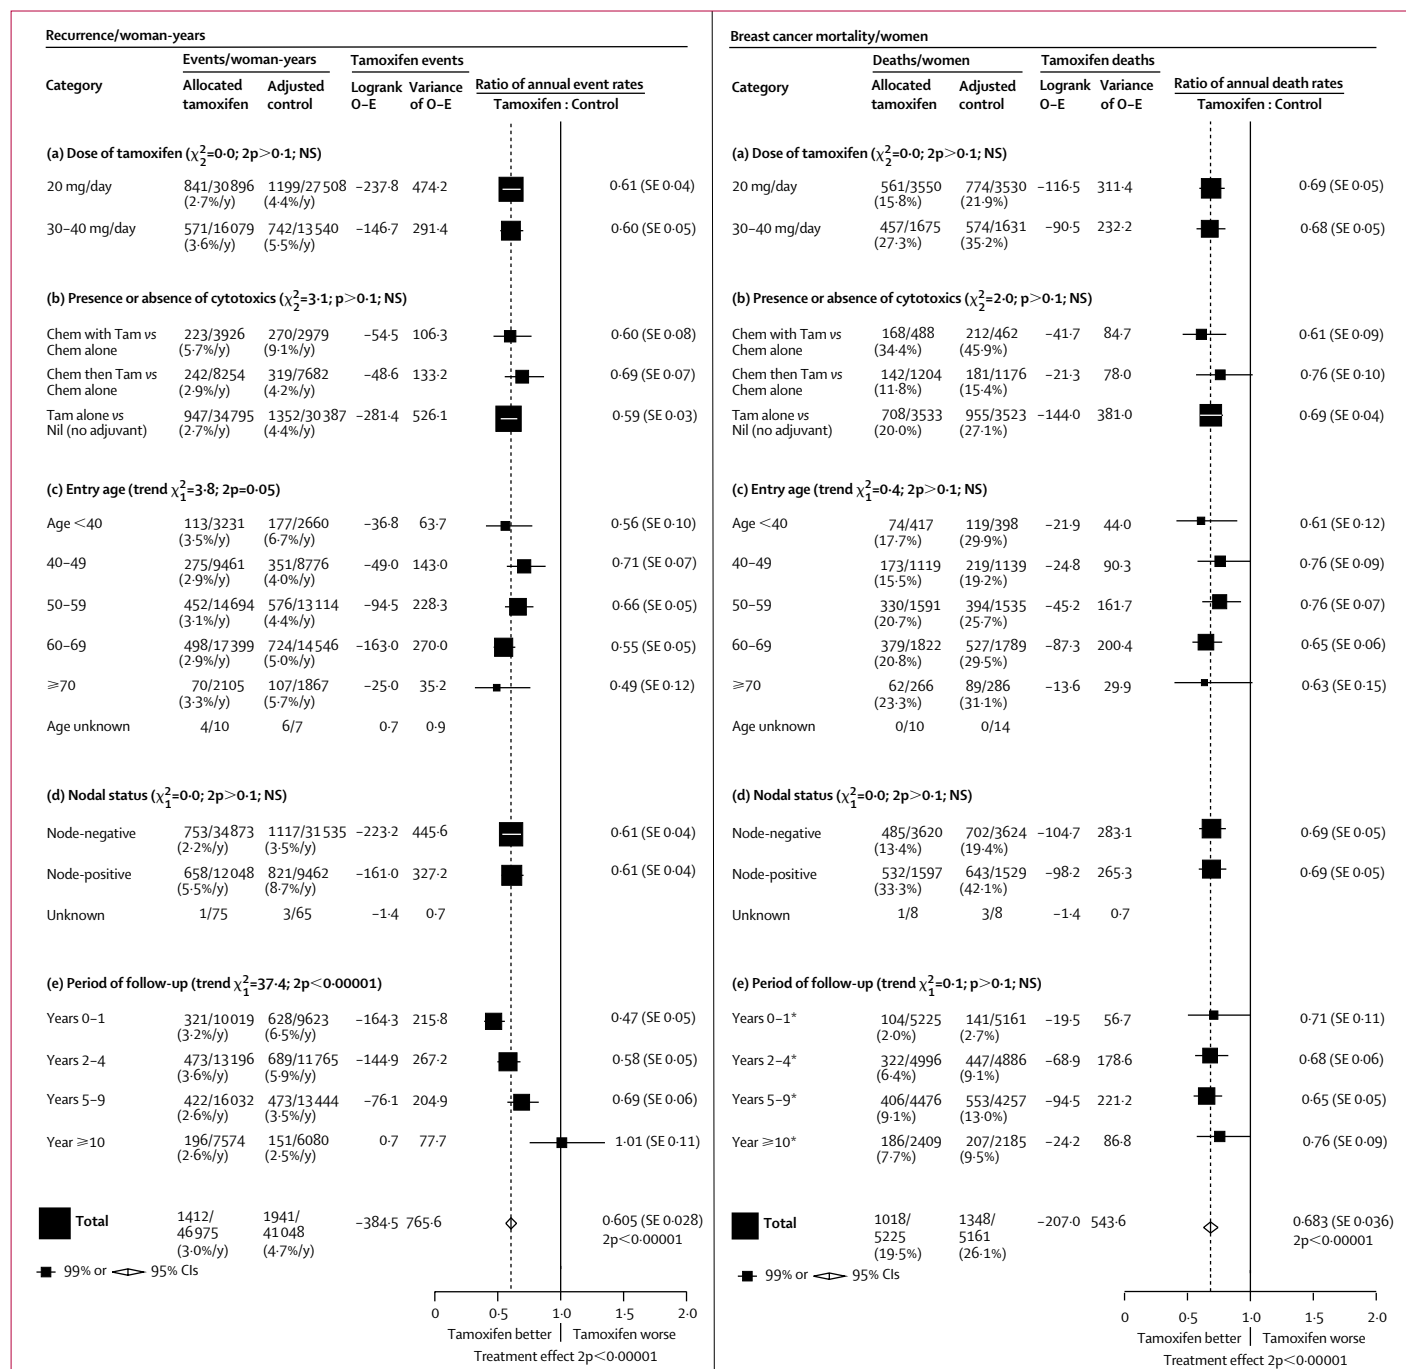 Recurrence/woman-years
Events/woman-years Tamoxifen events
Category Allocated tamoxifen Adjusted control Logrank O–E Variance of O–E Ratio of annual event rates
Tamoxifen : Control
(a) Dose of tamoxifen (χ²₂=0·0; 2p>0·1; NS)
20 mg/day 841/30 896 1199/27 508 –237·8 474·2 0·61 (SE 0·04)
(2·7%/y) (4·4%/y)
30–40 mg/day 571/16 079 742/13 540 –146·7 291·4 0·60 (SE 0·05)
(3·6%/y) (5·5%/y)
(b) Presence or absence of cytotoxics (χ²₂=3·1; p>0·1; NS)
Chem with Tam vs 223/3926 270/2979 –54·5 106·3 0·60 (SE 0·08)
Chem alone (5·7%/y) (9·1%/y)
Chem then Tam vs 242/8254 319/7682 –48·6 133·2 0·69 (SE 0·07)
Chem alone (2·9%/y) (4·2%/y)
Tam alone vs 947/34 795 1352/30 387 –281·4 526·1 0·59 (SE 0·03)
Nil (no adjuvant) (2·7%/y) (4·4%/y)
(c) Entry age (trend χ²₁=3·8; 2p=0·05)
Age <40 113/3231 177/2660 –36·8 63·7 0·56 (SE 0·10)
(3·5%/y) (6·7%/y)
40–49 275/9461 351/8776 –49·0 143·0 0·71 (SE 0·07)
(2·9%/y) (4·0%/y)
50–59 452/14 694 576/13 114 –94·5 228·3 0·66 (SE 0·05)
(3·1%/y) (4·4%/y)
60–69 498/17 399 724/14 546 –163·0 270·0 0·55 (SE 0·05)
(2·9%/y) (5·0%/y)
≥70 70/2105 107/1867 –25·0 35·2 0·49 (SE 0·12)
(3·3%/y) (5·7%/y)
Age unknown 4/10 6/7 0·7 0·9
(d) Nodal status (χ²₁=0·0; 2p>0·1; NS)
Node-negative 753/34 873 1117/31 535 –223·2 445·6 0·61 (SE 0·04)
(2·2%/y) (3·5%/y)
Node-positive 658/12 048 821/9462 –161·0 327·2 0·61 (SE 0·04)
(5·5%/y) (8·7%/y)
Unknown 1/75 3/65 –1·4 0·7
(e) Period of follow-up (trend χ²₁=37·4; 2p<0·00001)
Years 0–1 321/10 019 628/9623 –164·3 215·8 0·47 (SE 0·05)
(3·2%/y) (6·5%/y)
Years 2–4 473/13 196 689/11 765 –144·9 267·2 0·58 (SE 0·05)
(3·6%/y) (5·9%/y)
Years 5–9 422/16 032 473/13 444 –76·1 204·9 0·69 (SE 0·06)
(2·6%/y) (3·5%/y)
Year ≥10 196/7574 151/6080 0·7 77·7 1·01 (SE 0·11)
(2·6%/y) (2·5%/y)
Total 1412/ 1941/ –384·5 765·6 0·605 (SE 0·028)
46 975 41 048 2p<0·00001
(3·0%/y) (4·7%/y)
99% or 95% CIs
0 0·5 1·0 1·5 2·0
Tamoxifen better Tamoxifen worse
Treatment effect 2p<0·00001
Breast cancer mortality/women
Deaths/women Tamoxifen deaths
Category Allocated tamoxifen Adjusted control Logrank O–E Variance of O–E Ratio of annual death rates
Tamoxifen : Control
(a) Dose of tamoxifen (χ²₂=0·0; 2p>0·1; NS)
20 mg/day 561/3550 774/3530 –116·5 311·4 0·69 (SE 0·05)
(15·8%) (21·9%)
30–40 mg/day 457/1675 574/1631 –90·5 232·2 0·68 (SE 0·05)
(27·3%) (35·2%)
(b) Presence or absence of cytotoxics (χ²₂=2·0; p>0·1; NS)
Chem with Tam vs 168/488 212/462 –41·7 84·7 0·61 (SE 0·09)
Chem alone (34·4%) (45·9%)
Chem then Tam vs 142/1204 181/1176 –21·3 78·0 0·76 (SE 0·10)
Chem alone (11·8%) (15·4%)
Tam alone vs 708/3533 955/3523 –144·0 381·0 0·69 (SE 0·04)
Nil (no adjuvant) (20·0%) (27·1%)
(c) Entry age (trend χ²₁=0·4; 2p>0·1; NS)
Age <40 74/417 119/398 –21·9 44·0 0·61 (SE 0·12)
(17·7%) (29·9%)
40–49 173/1119 219/1139 –24·8 90·3 0·76 (SE 0·09)
(15·5%) (19·2%)
50–59 330/1591 394/1535 –45·2 161·7 0·76 (SE 0·07)
(20·7%) (25·7%)
60–69 379/1822 527/1789 –87·3 200·4 0·65 (SE 0·06)
(20·8%) (29·5%)
≥70 62/266 89/286 –13·6 29·9 0·63 (SE 0·15)
(23·3%) (31·1%)
Age unknown 0/10 0/14
(d) Nodal status (χ²₁=0·0; 2p>0·1; NS)
Node-negative 485/3620 702/3624 –104·7 283·1 0·69 (SE 0·05)
(13·4%) (19·4%)
Node-positive 532/1597 643/1529 –98·2 265·3 0·69 (SE 0·05)
(33·3%) (42·1%)
Unknown 1/8 3/8 –1·4 0·7
(e) Period of follow-up (trend χ²₁=0·1; p>0·1; NS)
Years 0–1* 104/5225 141/5161 –19·5 56·7 0·71 (SE 0·11)
(2·0%) (2·7%)
Years 2–4* 322/4996 447/4886 –68·9 178·6 0·68 (SE 0·06)
(6·4%) (9·1%)
Years 5–9* 406/4476 553/4257 –94·5 221·2 0·65 (SE 0·05)
(9·1%) (13·0%)
Year ≥10* 186/2409 207/2185 –24·2 86·8 0·76 (SE 0·09)
(7·7%) (9·5%)
Total 1018/ 1348/ –207·0 543·6 0·683 (SE 0·036)
5225 5161 2p<0·00001
(19·5%) (26·1%)
99% or 95% CIs
0 0·5 1·0 1·5 2·0
Tamoxifen better Tamoxifen worse
Treatment effect 2p<0·00001